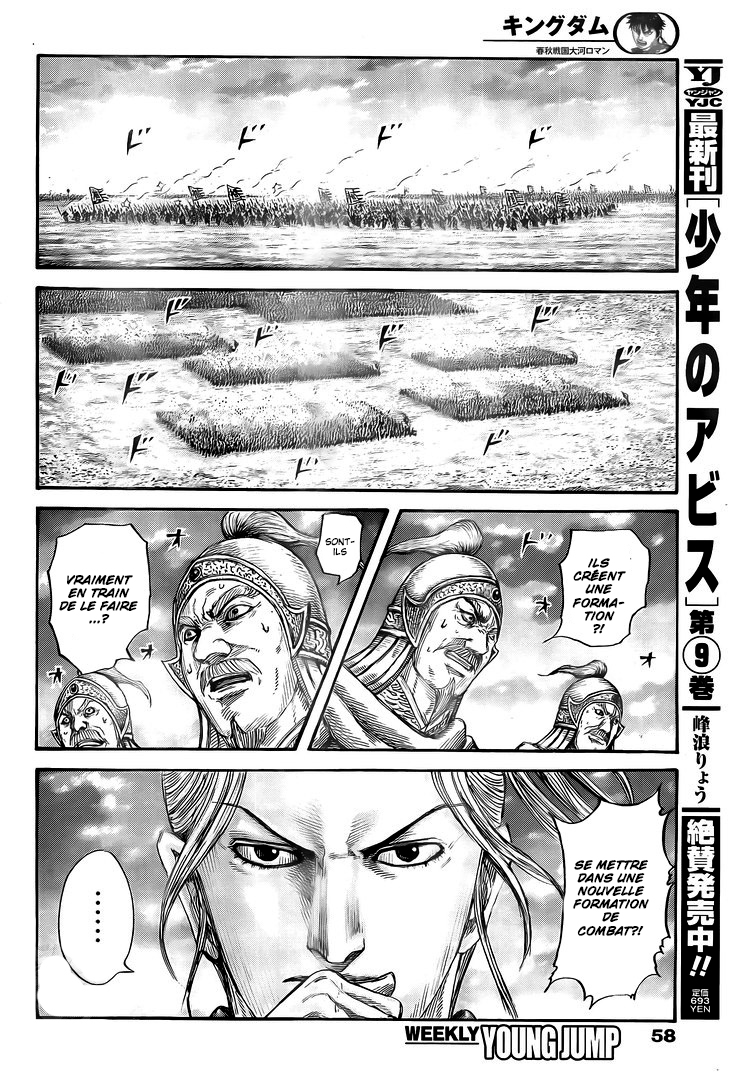 キングダム
春秋戦国大河ロマン
YJ
ヤンジャン
YJC
最新刊
[少年のアビス]
第9巻
峰浪りょう
絶賛発売中!!
定価
693
YEN
ドドドド
ドドドドドドドドド
ILS
CRÉENT
UNE
FORMA-
TION
?!
オ
SONT-
ILS
オ
VRAIMENT
EN TRAIN
DE LE FAIRE
...?
オ
オ
SE METTRE
DANS UNE
NOUVELLE
FORMATION
DE
COMBAT?!
.....
WEEKLY YOUNG JUMP
58